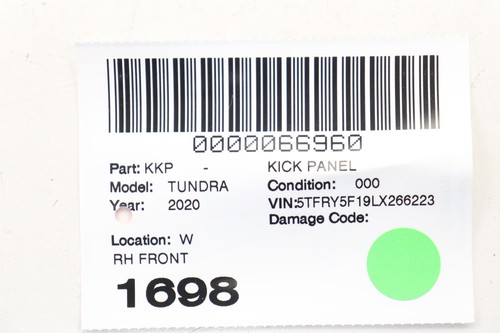 0000066960
Part: KKP - KICK PANEL
Model: TUNDRA Condition: 000
Year: 2020 VIN:5TFRY5F19LX266223
Damage Code:
Location: W
RH FRONT
1698